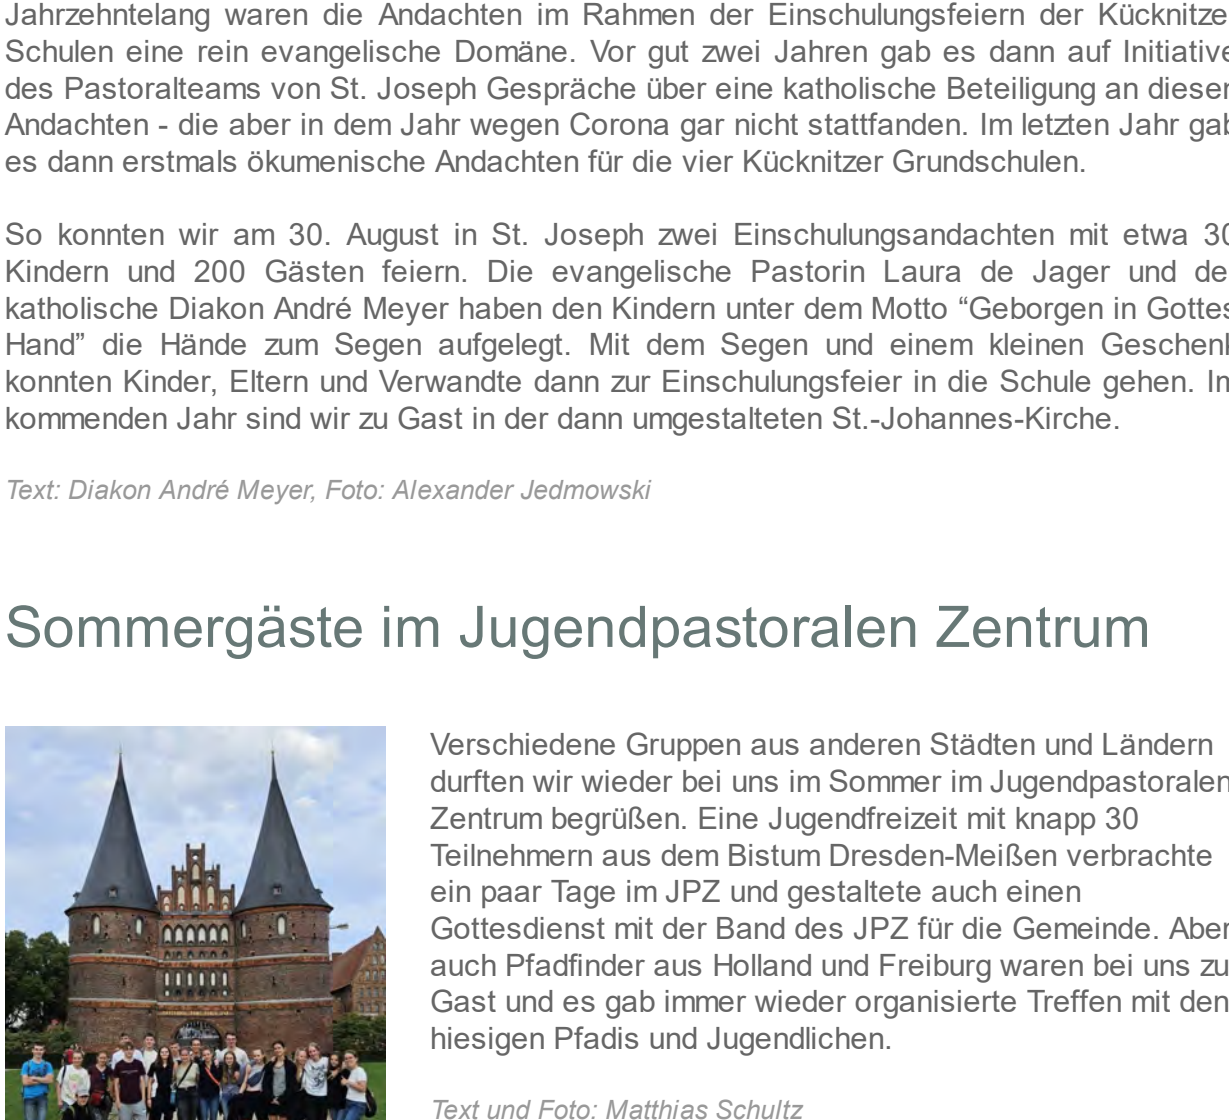 Jahrzehntelang waren die Andachten im Rahmen der Einschulungsfeiern der Kücknitze
Schulen eine rein evangelische Domäne. Vor gut zwei Jahren gab es dann auf Initiative
des Pastoralteams von St. Joseph Gespräche über eine katholische Beteiligung an diesen
Andachten - die aber in dem Jahr wegen Corona gar nicht stattfanden. Im letzten Jahr gab
es dann erstmals ökumenische Andachten für die vier Kücknitzer Grundschulen.
So konnten wir am 30. August in St. Joseph zwei Einschulungsandachten mit etwa 30
Kindern und 200 Gästen feiern. Die evangelische Pastorin Laura de Jager und de
katholische Diakon André Meyer haben den Kindern unter dem Motto “Geborgen in Gottes
Hand” die Hände zum Segen aufgelegt. Mit dem Segen und einem kleinen Geschenk
konnten Kinder, Eltern und Verwandte dann zur Einschulungsfeier in die Schule gehen. Im
kommenden Jahr sind wir zu Gast in der dann umgestalteten St.-Johannes-Kirche.
Text: Diakon André Meyer, Foto: Alexander Jedmowski
Sommergäste im Jugendpastoralen Zentrum
Verschiedene Gruppen aus anderen Städten und Ländern
durften wir wieder bei uns im Sommer im Jugendpastoralen
Zentrum begrüßen. Eine Jugendfreizeit mit knapp 30
Teilnehmern aus dem Bistum Dresden-Meißen verbrachte
ein paar Tage im JPZ und gestaltete auch einen
Gottesdienst mit der Band des JPZ für die Gemeinde. Aber
auch Pfadfinder aus Holland und Freiburg waren bei uns zu
Gast und es gab immer wieder organisierte Treffen mit den
hiesigen Pfadis und Jugendlichen.
Text und Foto: Matthias Schultz